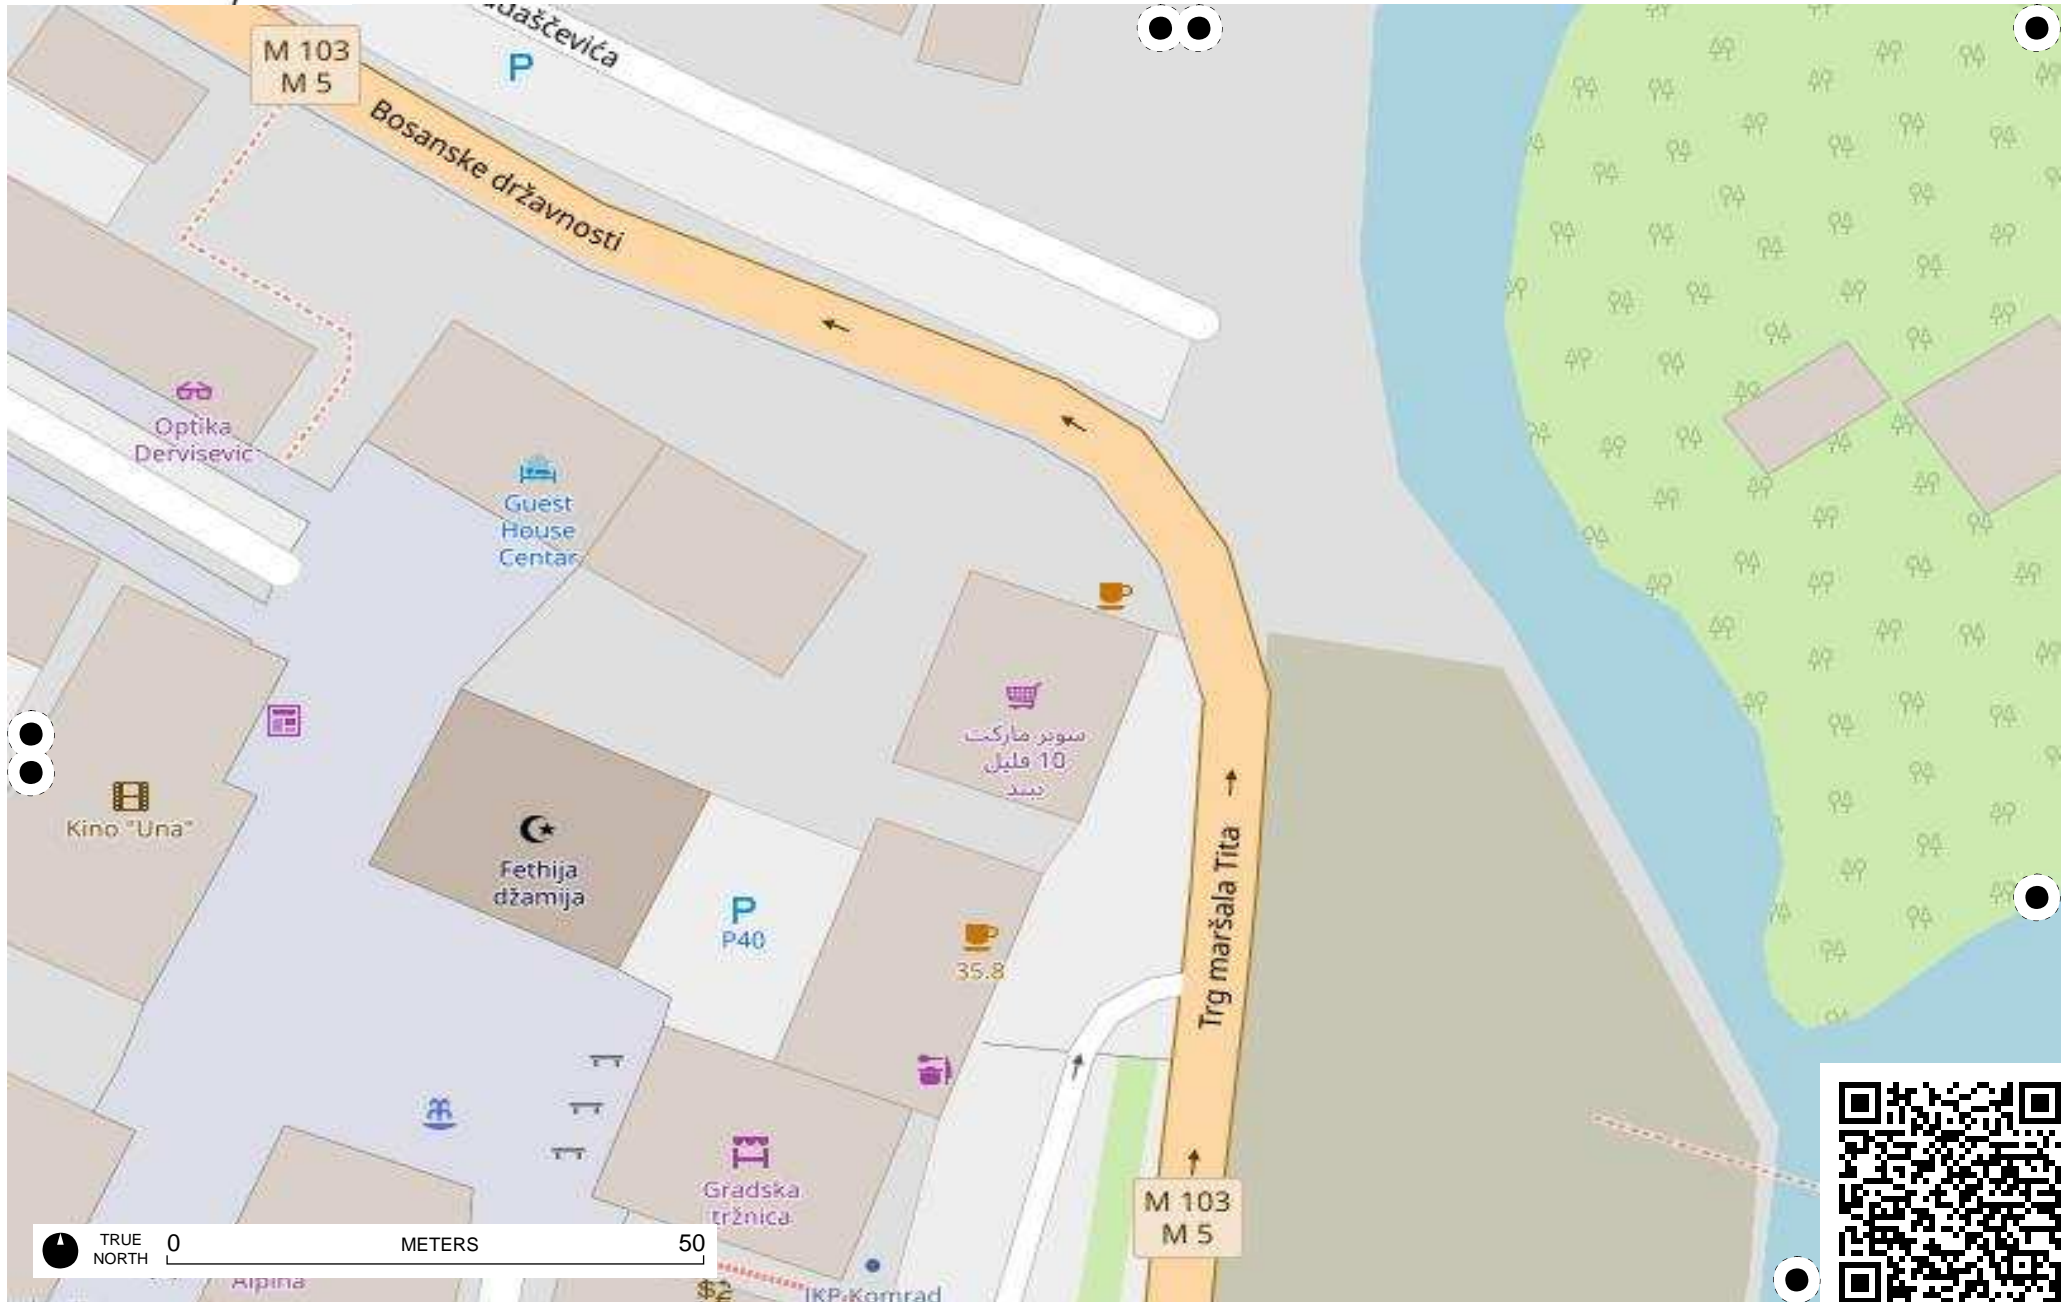 M 103
M 5
P
Bosanske državnosti
Optika
Dervisevic
Guest
House
Centar
سوبر ماركت
10 قليل
Kino "Una"
Fethija
džamija
P
P40
35.8
Trg maršala Tita
Gradska
tržnica
M 103
M 5
TRUE
NORTH
0
METERS
50
Alpina
IKP Komrad